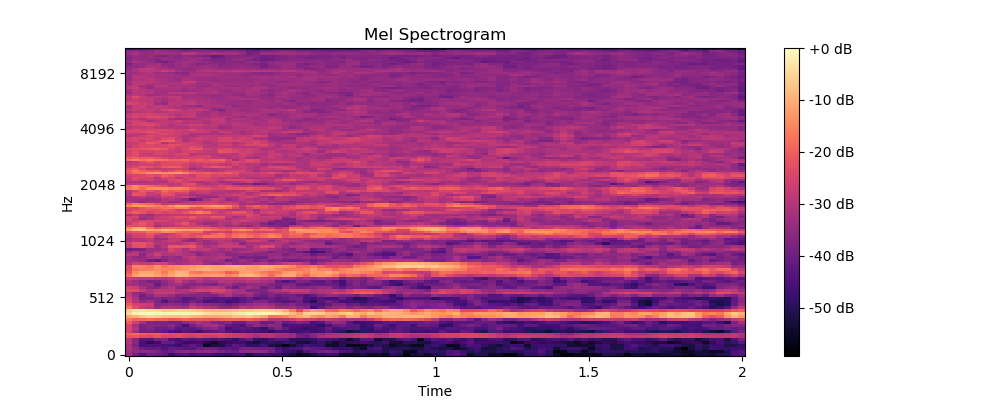 Mel Spectrogram
Hz
8192
4096
2048
1024
512
0
0 0.5 1 1.5 2
Time
+0 dB
-10 dB
-20 dB
-30 dB
-40 dB
-50 dB